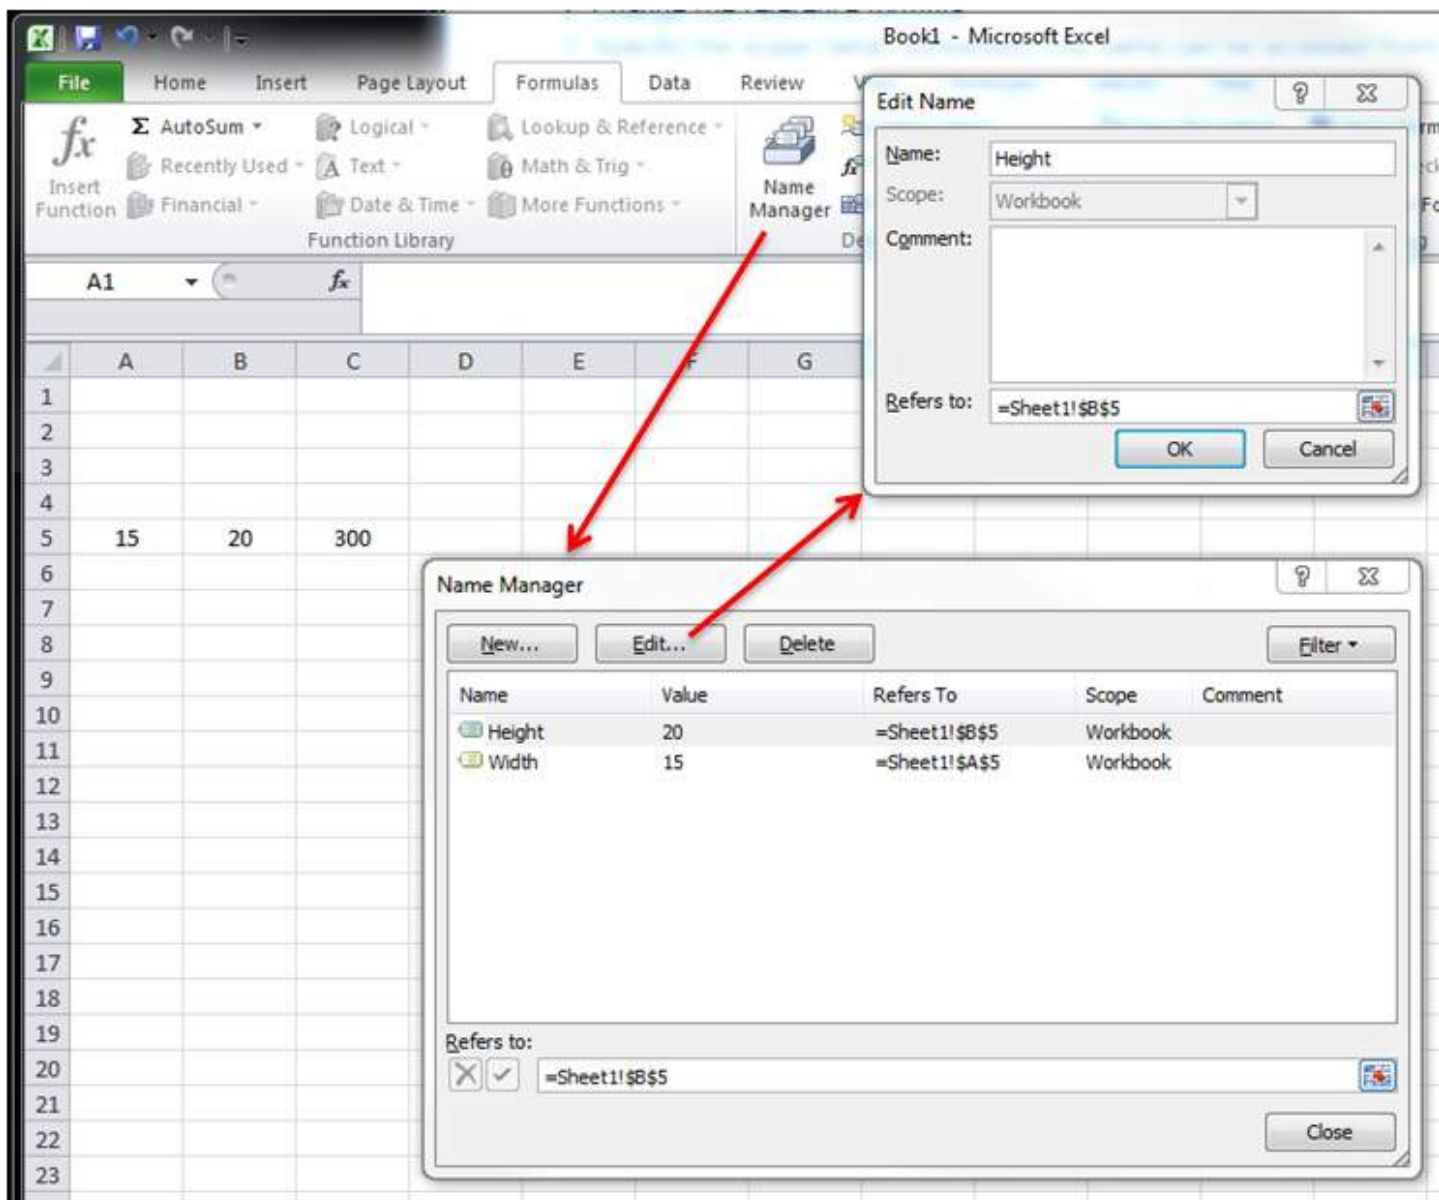 Book1 - Microsoft Excel
File Home Insert Page Layout Formulas Data Review
fx Insert Function
Σ AutoSum
Recently Used
Financial
Logical
Text
Date & Time
Lookup & Reference
Math & Trig
More Functions
Function Library
Name Manager
A1 fx
A B C D E F G
1
2
3
4
5 15 20 300
6
7
8
9
10
11
12
13
14
15
16
17
18
19
20
21
22
23
Edit Name
Name: Height
Scope: Workbook
Comment:
Refers to: =Sheet1!$B$5
OK Cancel
Name Manager
New... Edit... Delete Filter
Name Value Refers To Scope Comment
Height 20 =Sheet1!$B$5 Workbook
Width 15 =Sheet1!$A$5 Workbook
Refers to:
=Sheet1!$B$5
Close